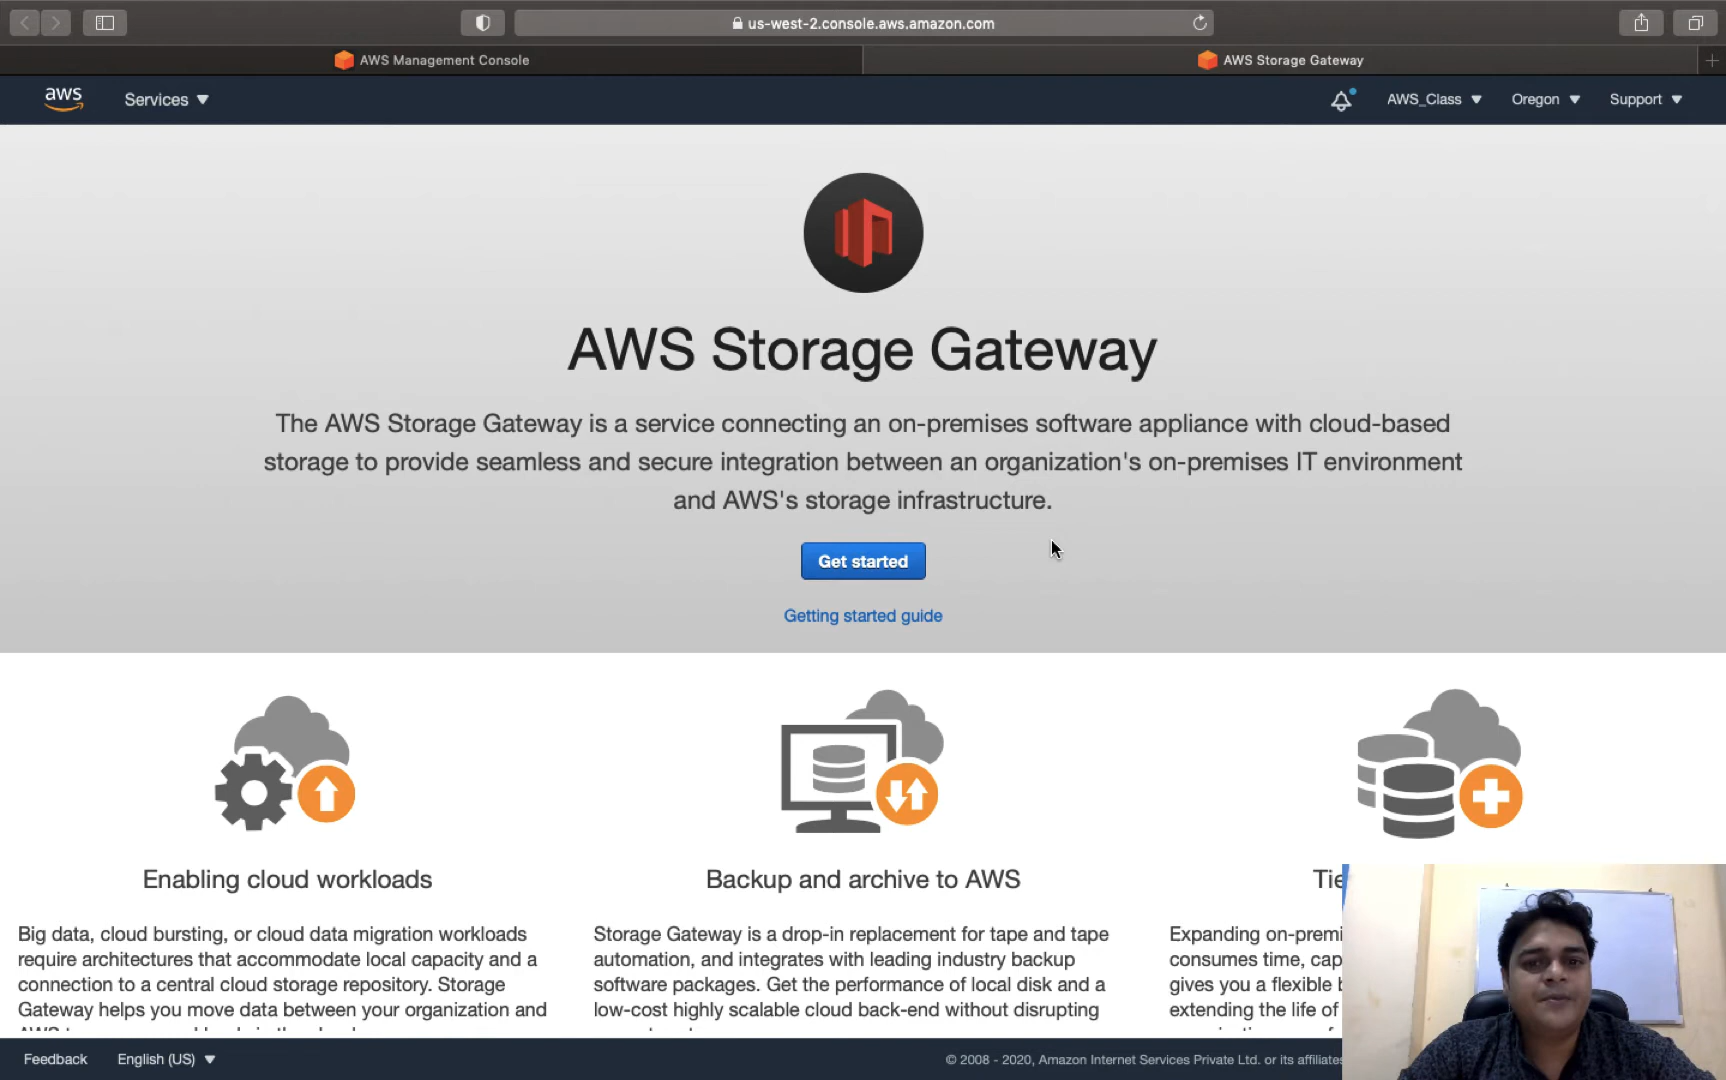 us-west-2.console.aws.amazon.com
AWS Management Console
AWS Storage Gateway
aws
Services
AWS_Class
Oregon
Support
AWS Storage Gateway
The AWS Storage Gateway is a service connecting an on-premises software appliance with cloud-based
storage to provide seamless and secure integration between an organization's on-premises IT environment
and AWS's storage infrastructure.
Get started
Getting started guide
Enabling cloud workloads
Big data, cloud bursting, or cloud data migration workloads
require architectures that accommodate local capacity and a
connection to a central cloud storage repository. Storage
Gateway helps you move data between your organization and
Backup and archive to AWS
Storage Gateway is a drop-in replacement for tape and tape
automation, and integrates with leading industry backup
software packages. Get the performance of local disk and a
low-cost highly scalable cloud back-end without disrupting
Tie
Expanding on-premi
consumes time, cap
gives you a flexible b
extending the life of
Feedback
English (US)
© 2008 - 2020, Amazon Internet Services Private Ltd. or its affiliates